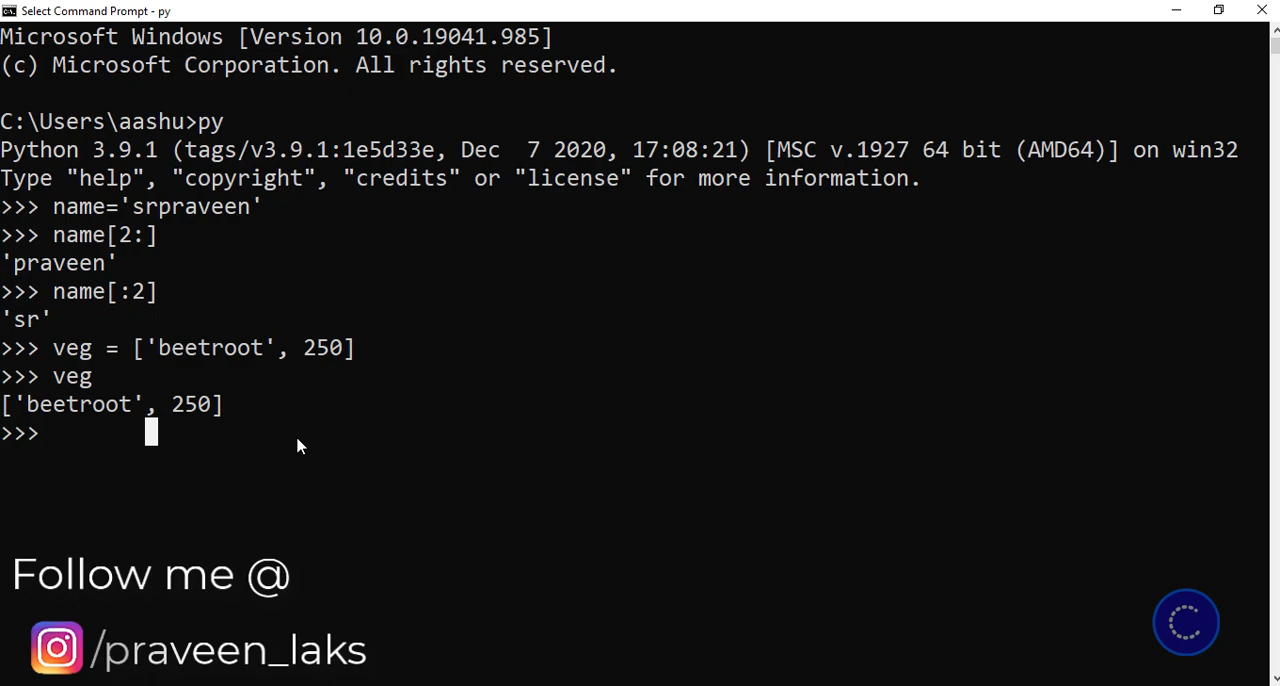 Select Command Prompt - py
Microsoft Windows [Version 10.0.19041.985]
(c) Microsoft Corporation. All rights reserved.
C:\Users\aashu>py
Python 3.9.1 (tags/v3.9.1:1e5d33e, Dec  7 2020, 17:08:21) [MSC v.1927 64 bit (AMD64)] on win32
Type "help", "copyright", "credits" or "license" for more information.
>>> name='srpraveen'
>>> name[2:]
'praveen'
>>> name[:2]
'sr'
>>> veg = ['beetroot', 250]
>>> veg
['beetroot', 250]
>>>
Follow me @
/praveen_laks